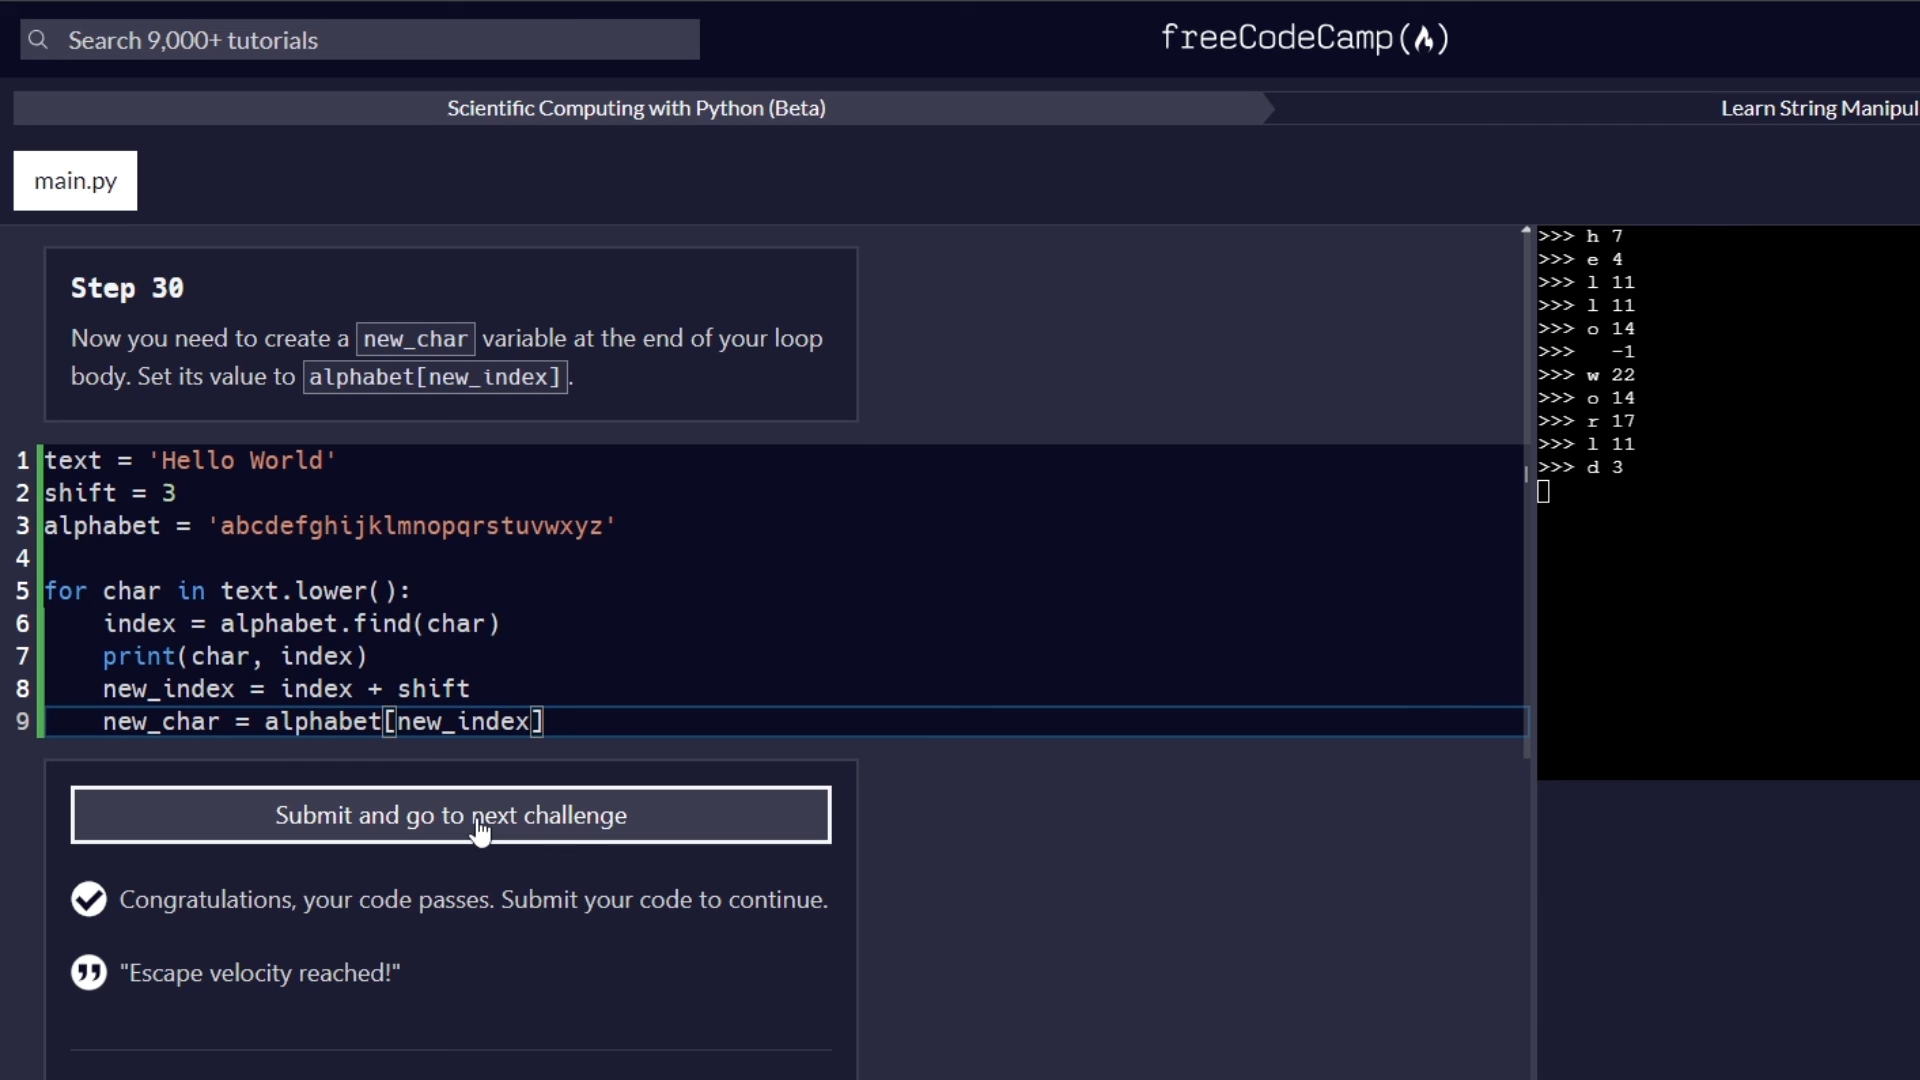 Search 9,000+ tutorials
freeCodeCamp
Scientific Computing with Python (Beta)
Learn String Manipul
main.py
Step 30
Now you need to create a new_char variable at the end of your loop
body. Set its value to alphabet[new_index].
1 text = 'Hello World'
2 shift = 3
3 alphabet = 'abcdefghijklmnopqrstuvwxyz'
4
5 for char in text.lower():
6     index = alphabet.find(char)
7     print(char, index)
8     new_index = index + shift
9     new_char = alphabet[new_index]
Submit and go to next challenge
Congratulations, your code passes. Submit your code to continue.
"Escape velocity reached!"
>>> h 7
>>> e 4
>>> l 11
>>> l 11
>>> o 14
>>>   -1
>>> w 22
>>> o 14
>>> r 17
>>> l 11
>>> d 3